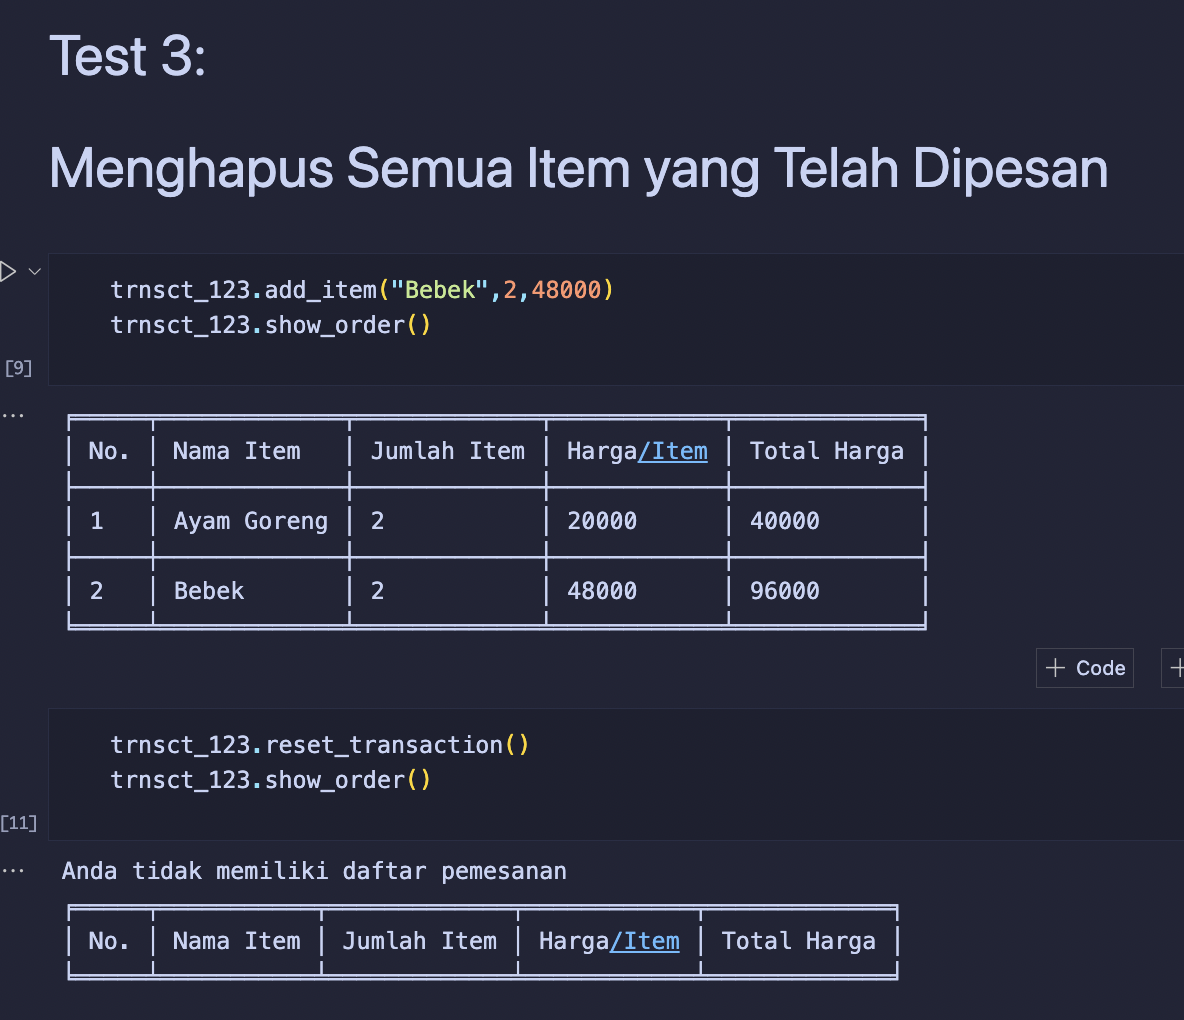 Test 3:
Menghapus Semua Item yang Telah Dipesan
trnsct_123.add_item("Bebek",2,48000)
trnsct_123.show_order()
[9]
...
No. Nama Item Jumlah Item Harga/Item Total Harga
1 Ayam Goreng 2 20000 40000
2 Bebek 2 48000 96000
+ Code +
trnsct_123.reset_transaction()
trnsct_123.show_order()
[11]
...
Anda tidak memiliki daftar pemesanan
No. Nama Item Jumlah Item Harga/Item Total Harga